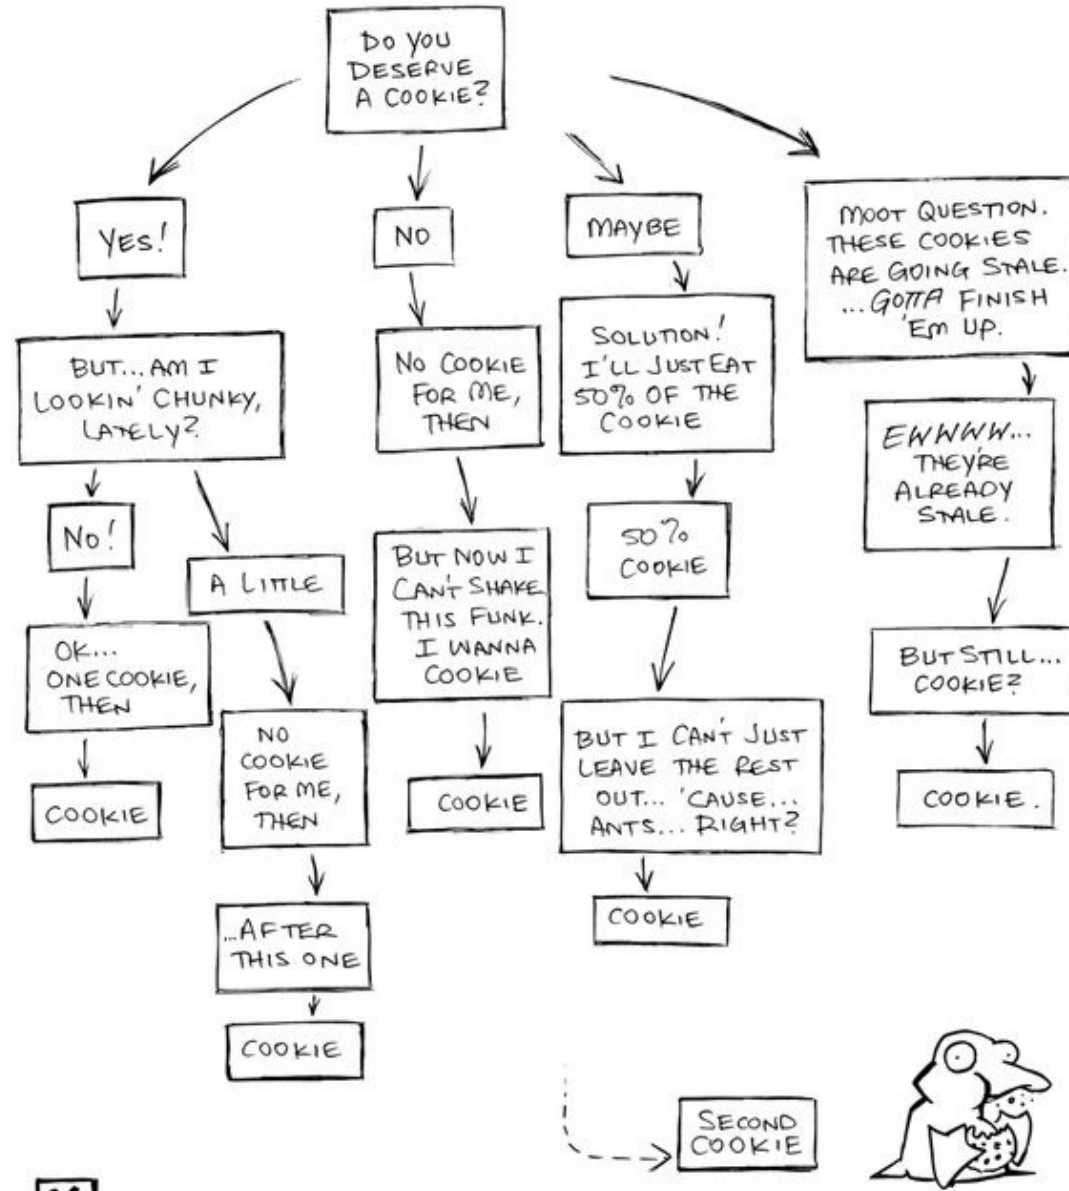 DO YOU
DESERVE
A COOKIE?
YES!
BUT...AM I
LOOKIN' CHUNKY,
LATELY?
NO!
OK...
ONE COOKIE,
THEN
COOKIE
A LITTLE
NO
COOKIE
FOR ME,
THEN
...AFTER
THIS ONE
COOKIE
NO
NO COOKIE
FOR ME,
THEN
BUT NOW I
CAN'T SHAKE
THIS FUNK.
I WANNA
COOKIE
COOKIE
MAYBE
SOLUTION!
I'LL JUST EAT
50% OF THE
COOKIE
50%
COOKIE
BUT I CAN'T JUST
LEAVE THE REST
OUT... 'CAUSE...
ANTS... RIGHT?
COOKIE
MOOT QUESTION.
THESE COOKIES
ARE GOING STALE.
...GOTTA FINISH
'EM UP.
EWWWW...
THEY'RE
ALREADY
STALE.
BUT STILL...
COOKIE?
COOKIE.
SECOND
COOKIE